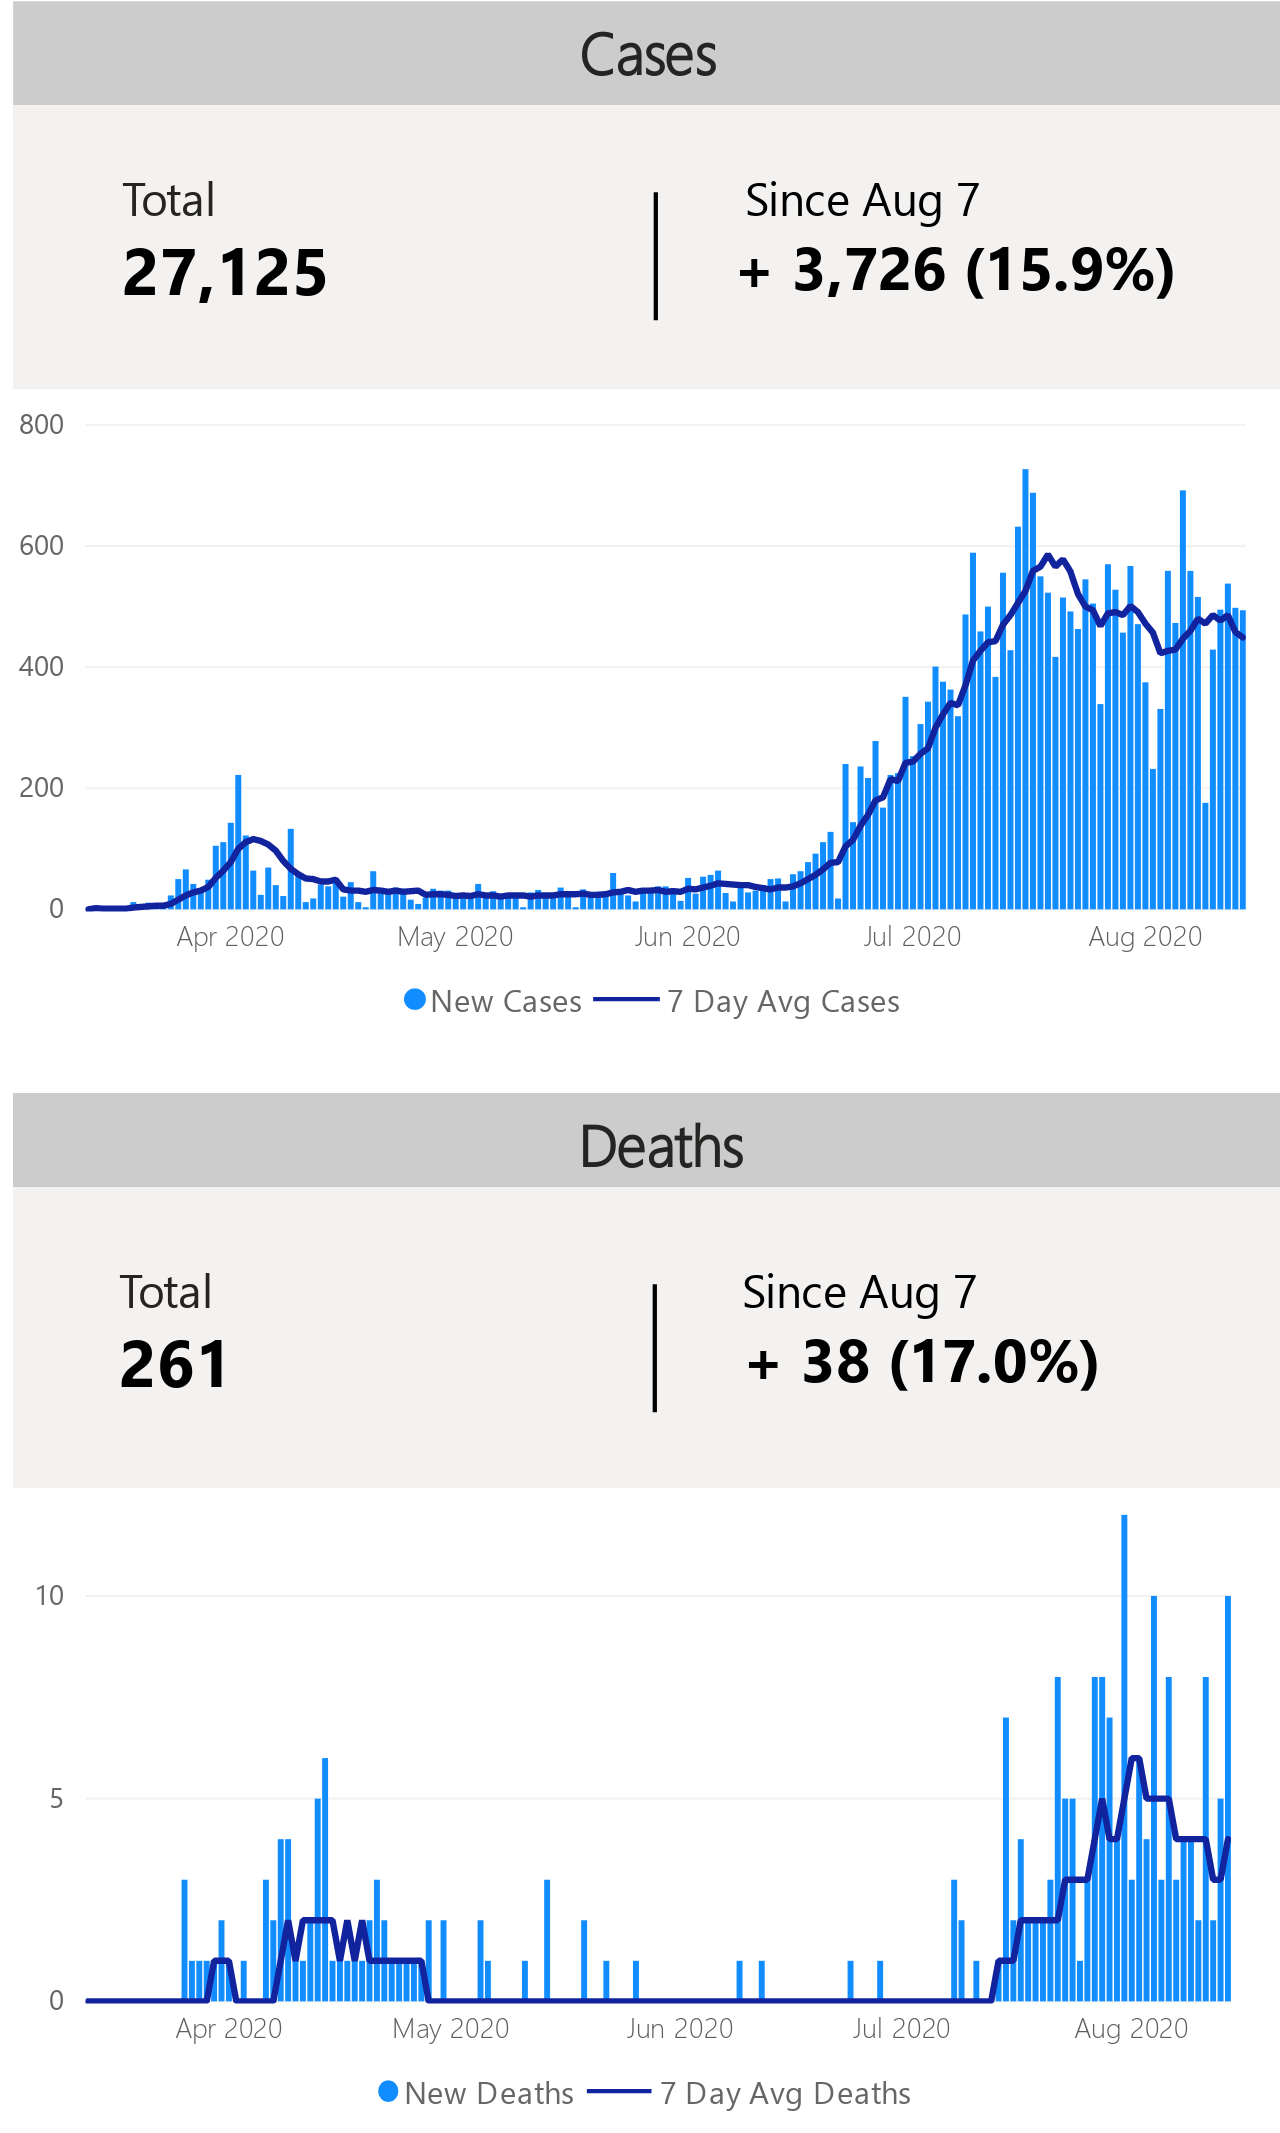 Cases
Total
Since Aug 7
27,125
+ 3,726 (15.9%)
800
600
400
200
0
Apr 2020
May 2020
Jun 2020
Jul 2020
Aug 2020
New Cases
7 Day Avg Cases
Deaths
Total
Since Aug 7
261
+ 38 (17.0%)
10
5
0
Apr 2020
May 2020
Jun 2020
Jul 2020
Aug 2020
New Deaths
7 Day Avg Deaths